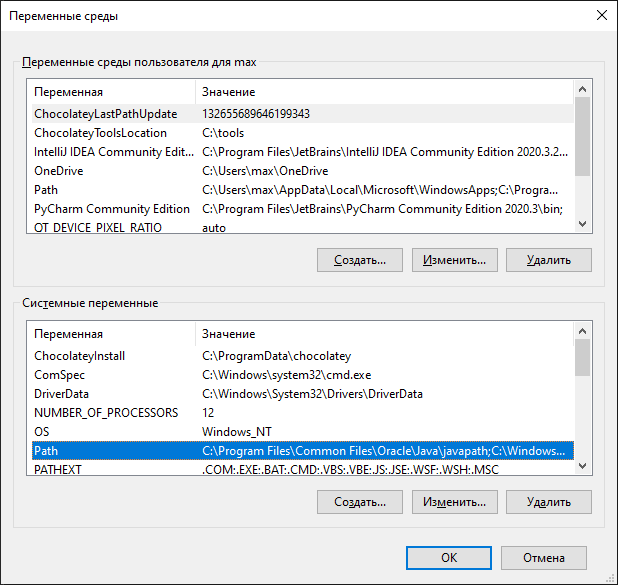 Переменные среды
Переменные среды пользователя для max
Переменная Значение
ChocolateyLastPathUpdate 132655689646199343
ChocolateyToolsLocation C:\tools
IntelliJ IDEA Community Edit... C:\Program Files\JetBrains\IntelliJ IDEA Community Edition 2020.3.2...
OneDrive C:\Users\max\OneDrive
Path C:\Users\max\AppData\Local\Microsoft\WindowsApps;C:\Progra...
PyCharm Community Edition C:\Program Files\JetBrains\PyCharm Community Edition 2020.3\bin;
QT_DEVICE_PIXEL_RATIO auto
Создать... Изменить... Удалить
Системные переменные
Переменная Значение
ChocolateyInstall C:\ProgramData\chocolatey
ComSpec C:\Windows\system32\cmd.exe
DriverData C:\Windows\System32\Drivers\DriverData
NUMBER_OF_PROCESSORS 12
OS Windows_NT
Path C:\Program Files\Common Files\Oracle\Java\javapath;C:\Windows...
PATHEXT .COM;.EXE;.BAT;.CMD;.VBS;.VBE;.JS;.JSE;.WSF;.WSH;.MSC
Создать... Изменить... Удалить
ОК Отмена